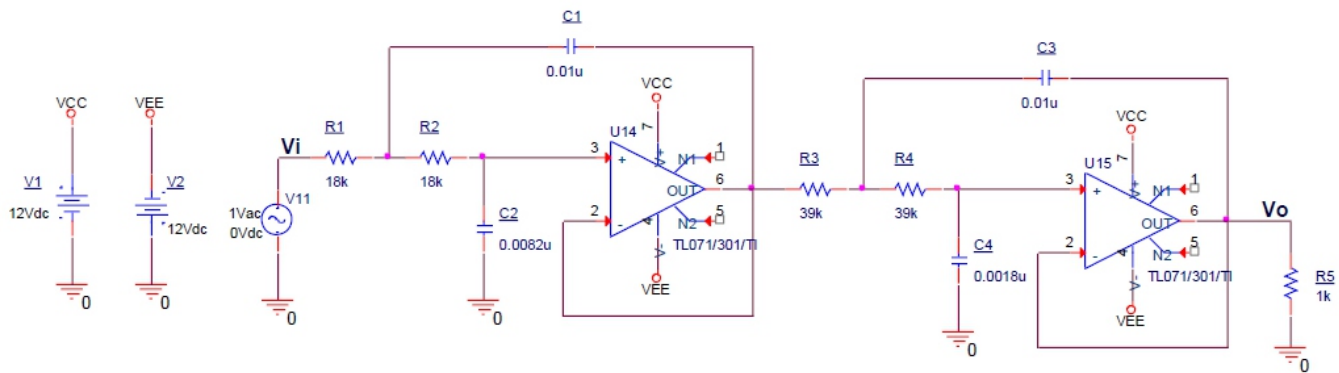 C1
0.01u
C3
0.01u
VCC
VEE
VCC
VCC
V1
12Vdc
V2
12Vdc
0
0
Vi
R1
18k
R2
18k
V11
1Vac
0Vdc
0
C2
0.0082u
0
U14
3
+
2
-
7
V+
N1
1
OUT
6
N2
5
4
V-
TL071/301/TI
VEE
R3
39k
R4
39k
C4
0.0018u
0
U15
3
+
2
-
7
V+
N1
1
OUT
6
N2
5
4
V-
TL071/301/TI
VEE
Vo
R5
1k
0